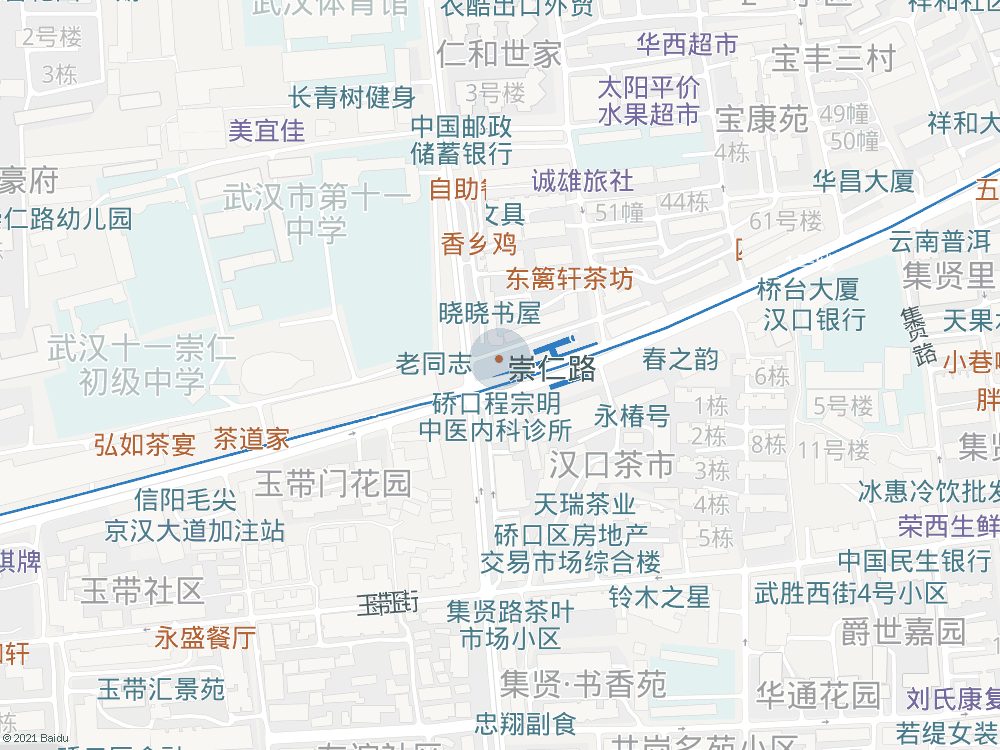 武汉体育馆
衣酷出口外贸
祥和社区
2号楼
3栋
仁和世家
华西超市
宝丰三村
3号楼
太阳平价
水果超市
长青树健身
美宜佳
中国邮政
储蓄银行
宝康苑
49幢
50幢
祥和大
4栋
豪府
武汉市第十一
中学
自助
诚雄旅社
华昌大厦
五
仁路幼儿园
文具
51幢
44栋
61号楼
香乡鸡
云南普洱
东篱轩茶坊
集贤里
桥台大厦
汉口银行
晓晓书屋
集贤路
天果
武汉十一崇仁
初级中学
老同志
崇仁路
春之韵
小巷
6栋
硚口程宗明
中医内科诊所
永椿号
1栋
2栋
8栋
5号楼
胖
弘如茶宴
茶道家
汉口茶市
3栋
11号楼
集
玉带门花园
信阳毛尖
京汉大道加注站
天瑞茶业
4栋
冰惠冷饮批发
硚口区房地产
交易市场综合楼
5栋
荣西生鲜
棋牌
中国民生银行
玉带社区
玉带街
集贤路茶叶
市场小区
铃木之星
武胜西街4号小区
永盛餐厅
爵世嘉园
轩
玉带汇景苑
集贤·书香苑
华通花园
刘氏康复
栋
忠翔副食
若缇女装
© 2021 Baidu